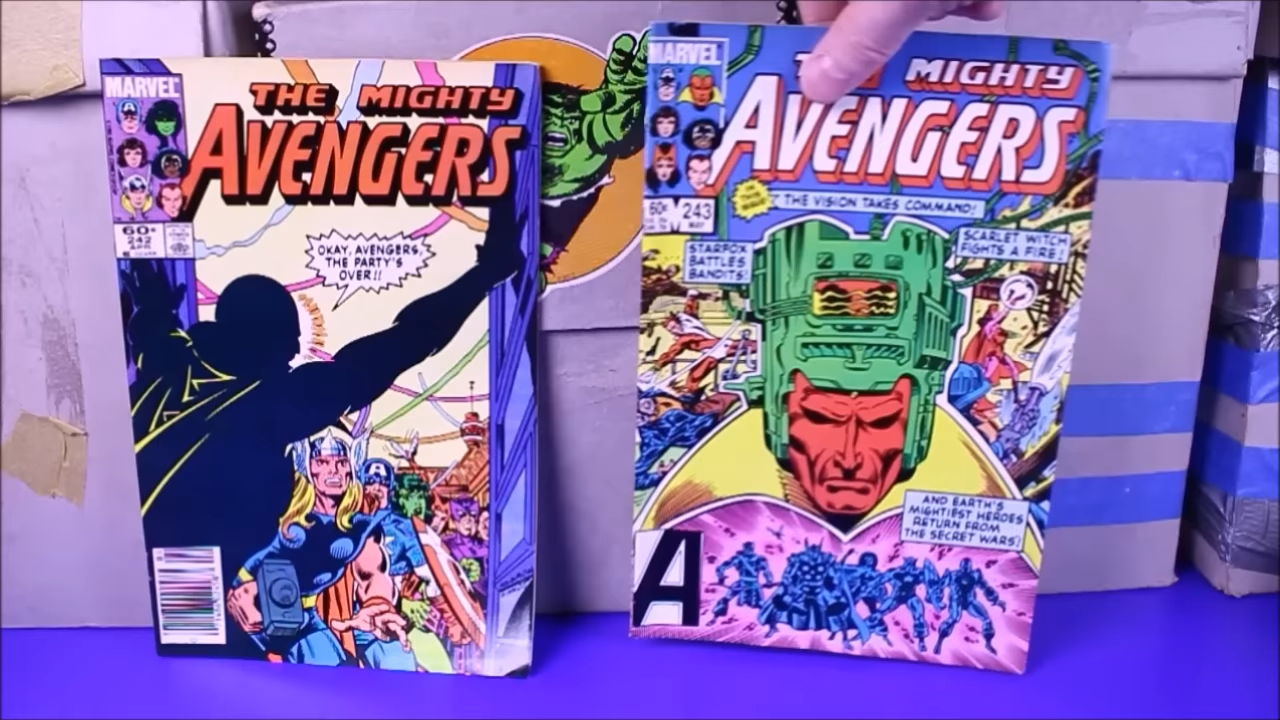 MARVEL
THE MIGHTY
AVENGERS
60¢
242
OKAY, AVENGERS,
THE PARTY'S
OVER!!
MARVEL
MIGHTY
AVENGERS
60¢ 243
MAY
THE VISION TAKES COMMAND!
STARFOX
BATTLES
BANDITS!
SCARLET WITCH
FIGHTS A FIRE!
AND EARTH'S
MIGHTIEST HEROES
RETURN FROM
THE SECRET WARS!
A